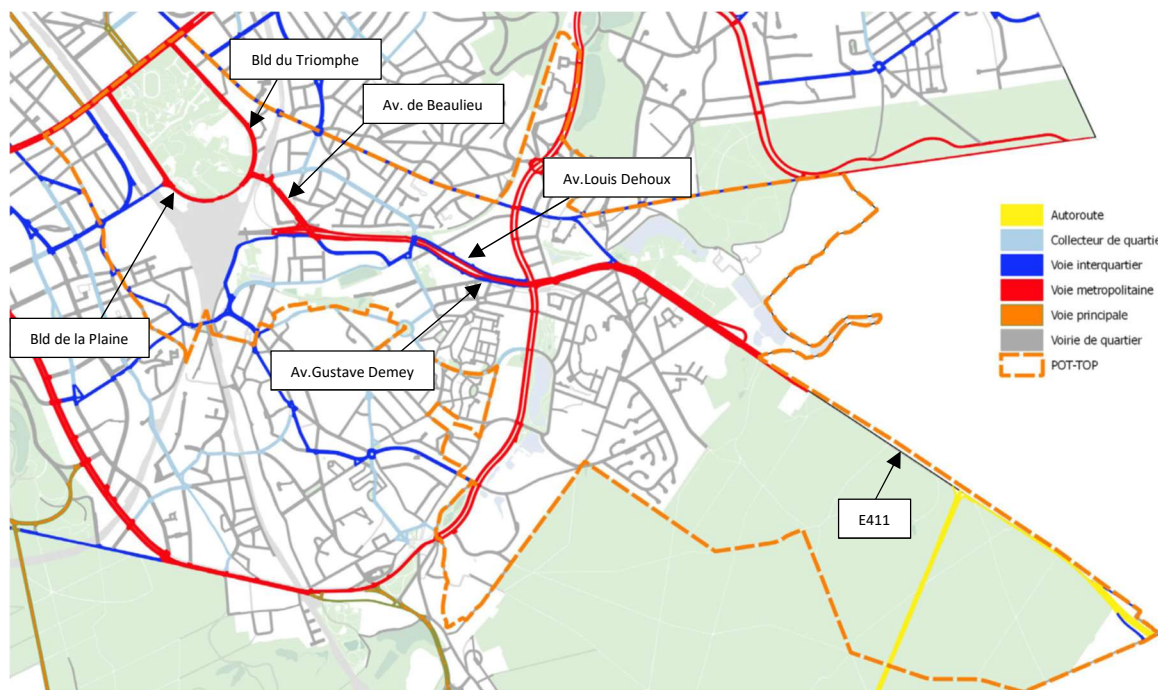 Bld du Triomphe
Av. de Beaulieu
Av.Louis Dehoux
Bld de la Plaine
Av.Gustave Demey
E411
Autoroute
Collecteur de quartie
Voie interquartier
Voie metropolitaine
Voie principale
Voirie de quartier
POT-TOP